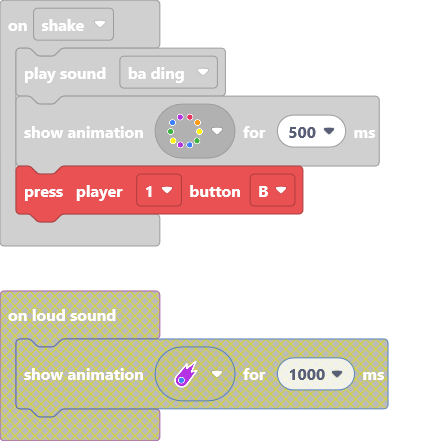 on shake
play sound ba ding
show animation for 500 ms
press player 1 button B
on loud sound
show animation for 1000 ms